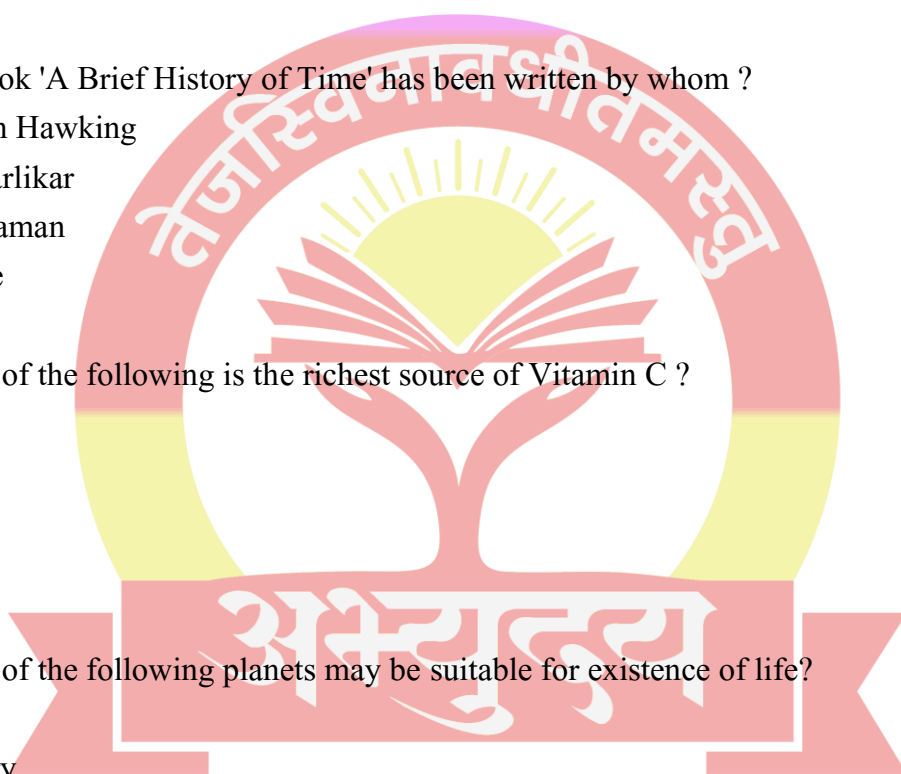 तेजस्विनावधीतमस्तु
ok 'A Brief History of Time' has been written by whom ?
n Hawking
rlikar
aman
e
of the following is the richest source of Vitamin C ?
अभ्युदय
of the following planets may be suitable for existence of life?